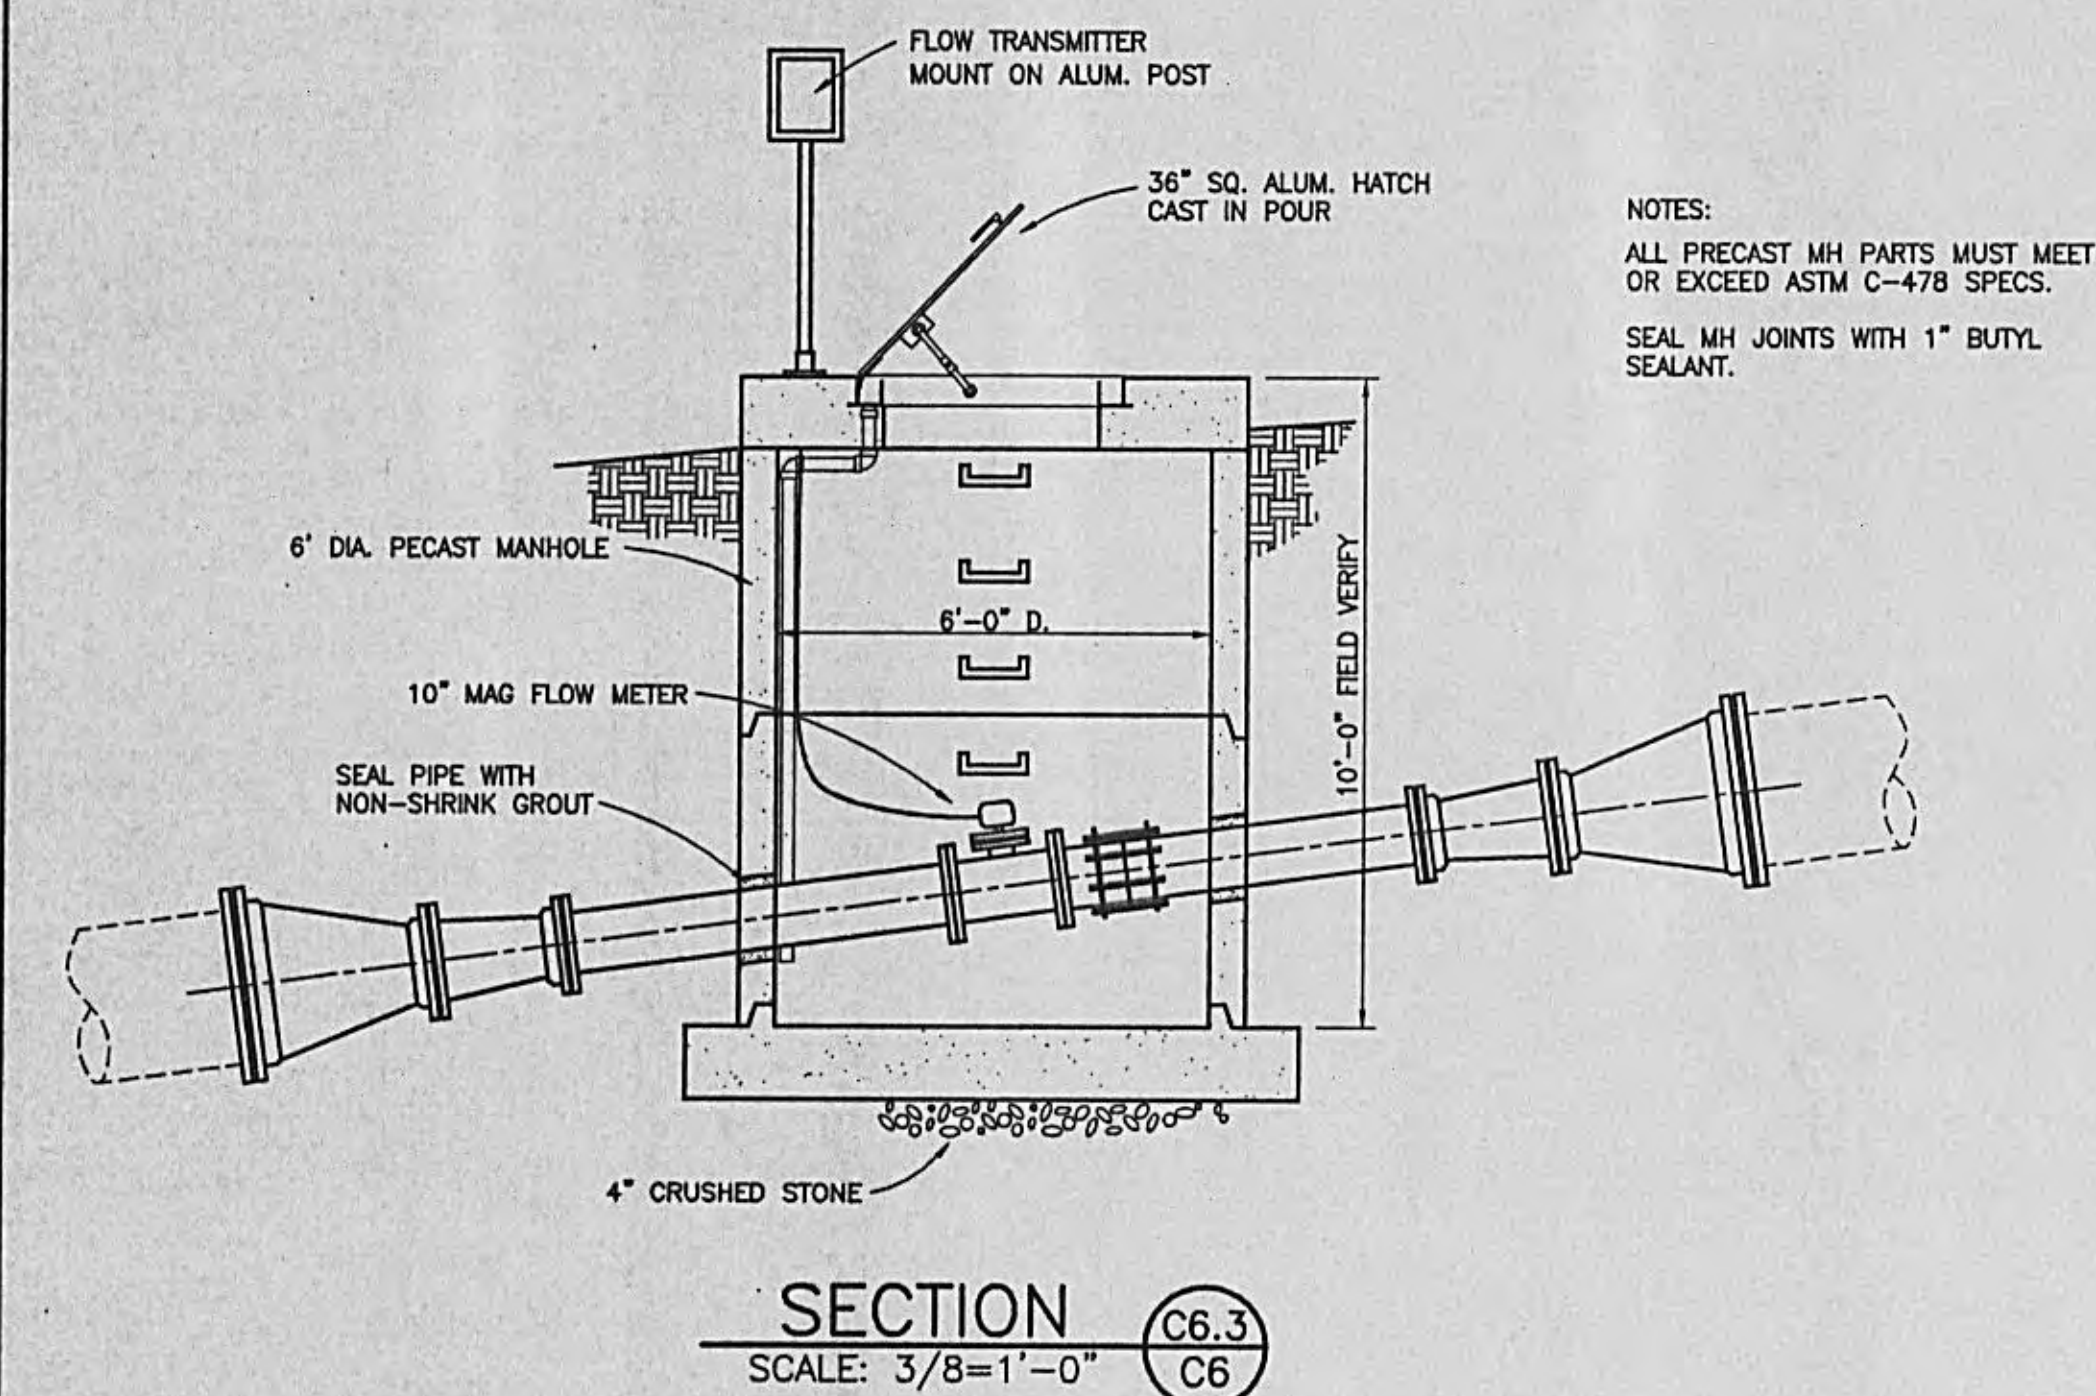 FLOW TRANSMITTER
MOUNT ON ALUM. POST
36" SQ. ALUM. HATCH
CAST IN POUR
NOTES:
ALL PRECAST MH PARTS MUST MEET
OR EXCEED ASTM C-478 SPECS.
SEAL MH JOINTS WITH 1" BUTYL
SEALANT.
6' DIA. PECAST MANHOLE
6'-0" D.
10'-0" FIELD VERIFY
10" MAG FLOW METER
SEAL PIPE WITH
NON-SHRINK GROUT
4" CRUSHED STONE
SECTION
SCALE: 3/8=1'-0"
C6.3
C6